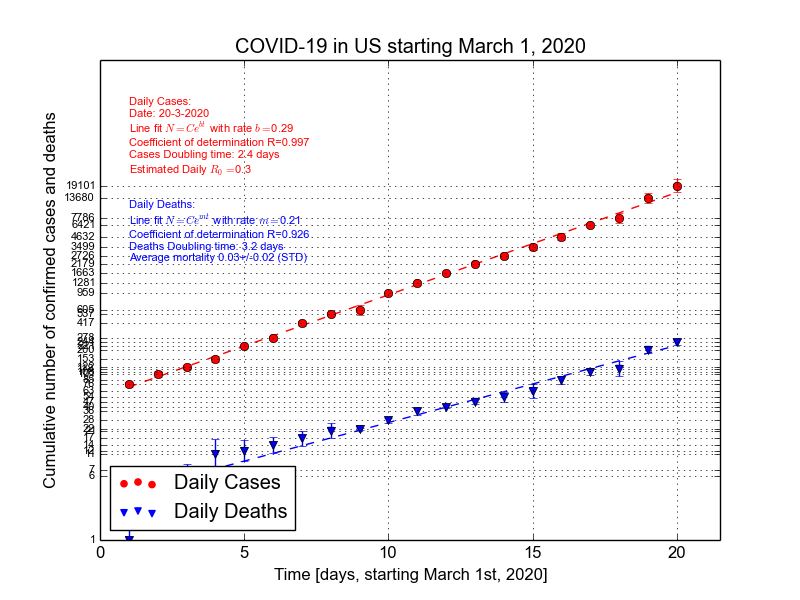 COVID-19 in US starting March 1, 2020
Daily Cases:
Date: 20-3-2020
Line fit N = Ce^{bt} with rate b = 0.29
Coefficient of determination R=0.997
Cases Doubling time: 2.4 days
Estimated Daily R_0 = 0.3
Daily Deaths:
Line fit N = Ce^{mt} with rate m = 0.21
Coefficient of determination R=0.926
Deaths Doubling time: 3.2 days
Average mortality 0.03+/-0.02 (STD)
Cumulative number of confirmed cases and deaths
19101
13680
7786
6421
4632
3499
2726
2179
1663
1281
959
417
278
153
63
28
17
7
6
1
Daily Cases
Daily Deaths
0
5
10
15
20
Time [days, starting March 1st, 2020]